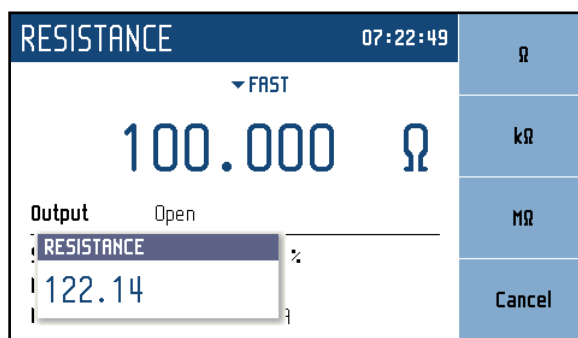 RESISTANCE 07:22:49
▾FAST
100.000 Ω
Output Open
%
RESISTANCE
122.14
Ω
kΩ
MΩ
Cancel